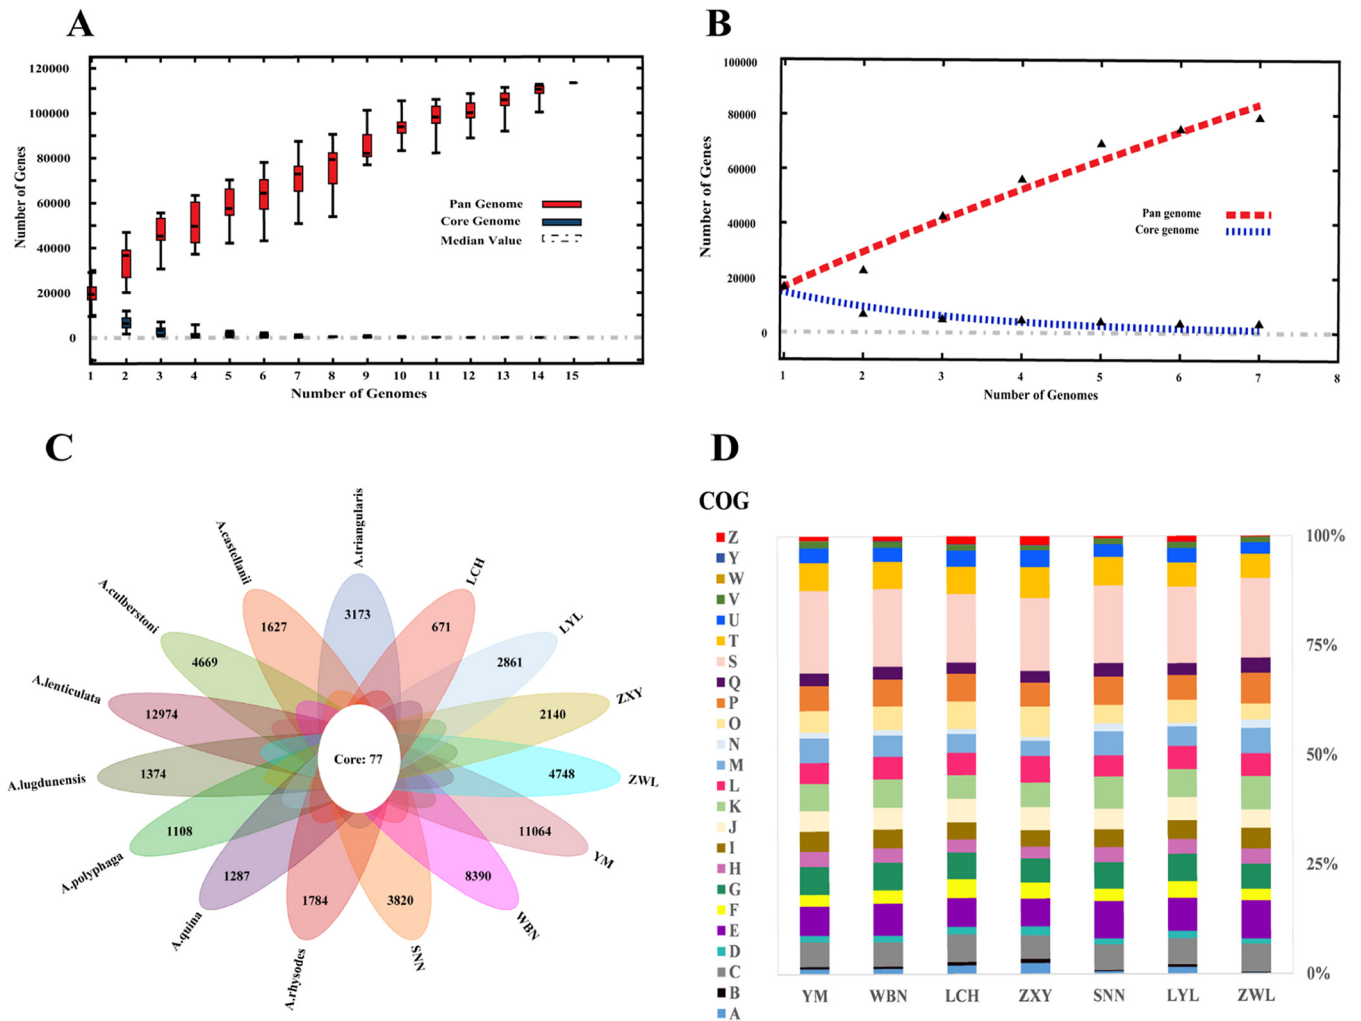 A
120000
100000
80000
60000
40000
20000
0
Number of Genes
Pan Genome
Core Genome
Median Value
1 2 3 4 5 6 7 8 9 10 11 12 13 14 15
Number of Genomes
B
100000
80000
60000
40000
20000
0
Number of Genes
Pan genome
Core genome
1 2 3 4 5 6 7 8
Number of Genomes
C
A.triangularis
3173
LCH
671
LYL
2861
ZXY
2140
ZWL
4748
YM
11064
WBN
8390
SNN
3820
A.rhysodes
1784
A.quina
1287
A.polyphaga
1108
A.lugdunensis
1374
A.lenticulata
12974
A.culberstoni
4669
A.castellanii
1627
Core: 77
D
COG
Z
Y
W
V
U
T
S
Q
P
O
N
M
L
K
J
I
H
G
F
E
D
C
B
A
100%
75%
50%
25%
0%
YM WBN LCH ZXY SNN LYL ZWL